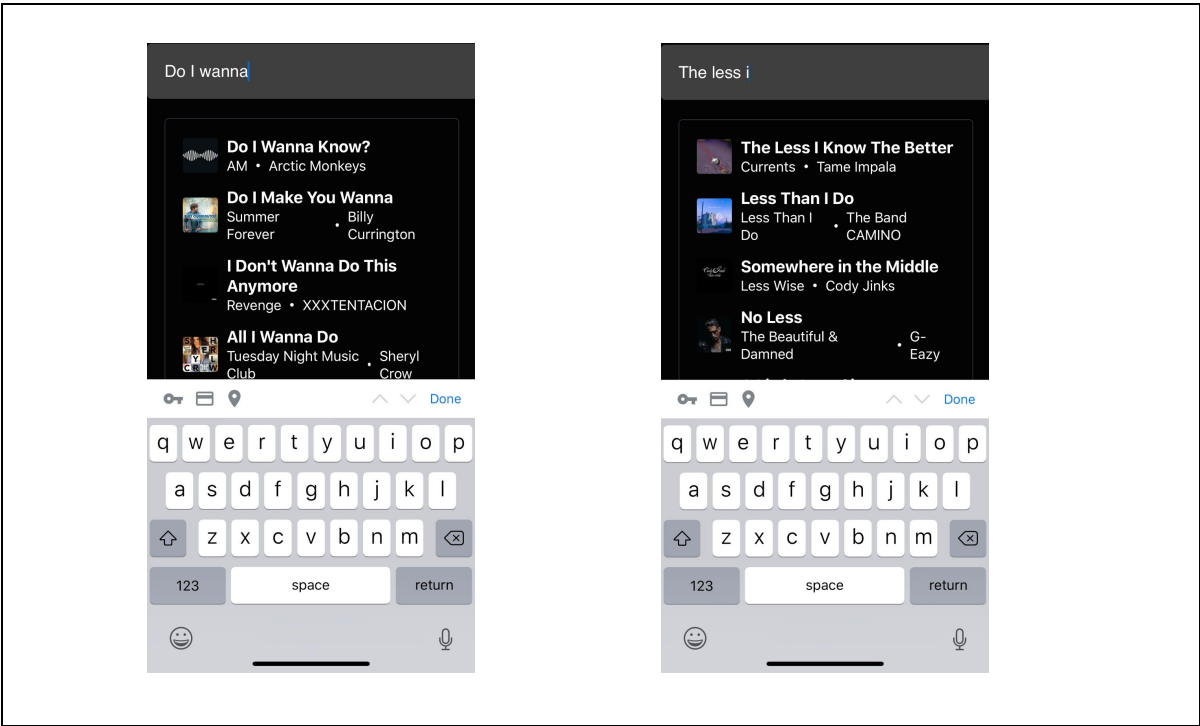 Do I wanna
Do I Wanna Know?
AM • Arctic Monkeys
Do I Make You Wanna
Summer Forever • Billy Currington
I Don't Wanna Do This
Anymore
Revenge • XXXTENTACION
All I Wanna Do
Tuesday Night Music Club • Sheryl Crow
Done
q w e r t y u i o p
a s d f g h j k l
z x c v b n m
123 space return
The less i
The Less I Know The Better
Currents • Tame Impala
Less Than I Do
Less Than I Do • The Band CAMINO
Somewhere in the Middle
Less Wise • Cody Jinks
No Less
The Beautiful & Damned • G-Eazy
Done
q w e r t y u i o p
a s d f g h j k l
z x c v b n m
123 space return